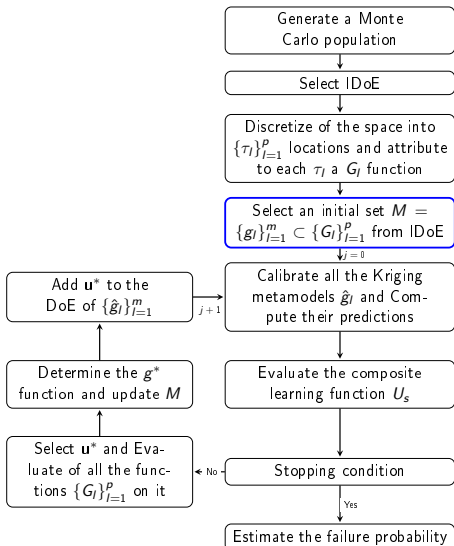 Generate a Monte
Carlo population
Select IDoE
Discretize of the space into
{τ_l}_{l=1}^p locations and attribute
to each τ_l a G_l function
Select an initial set M =
{g_l}_{l=1}^m ⊂ {G_l}_{l=1}^p from IDoE
j = 0
Calibrate all the Kriging
metamodels ĝ_l and Com-
pute their predictions
Add u* to the
DoE of {ĝ_l}_{l=1}^m
j + 1
Determine the g*
function and update M
Evaluate the composite
learning function U_s
Select u* and Eva-
luate of all the func-
tions {G_l}_{l=1}^p on it
No
Stopping condition
Yes
Estimate the failure probability